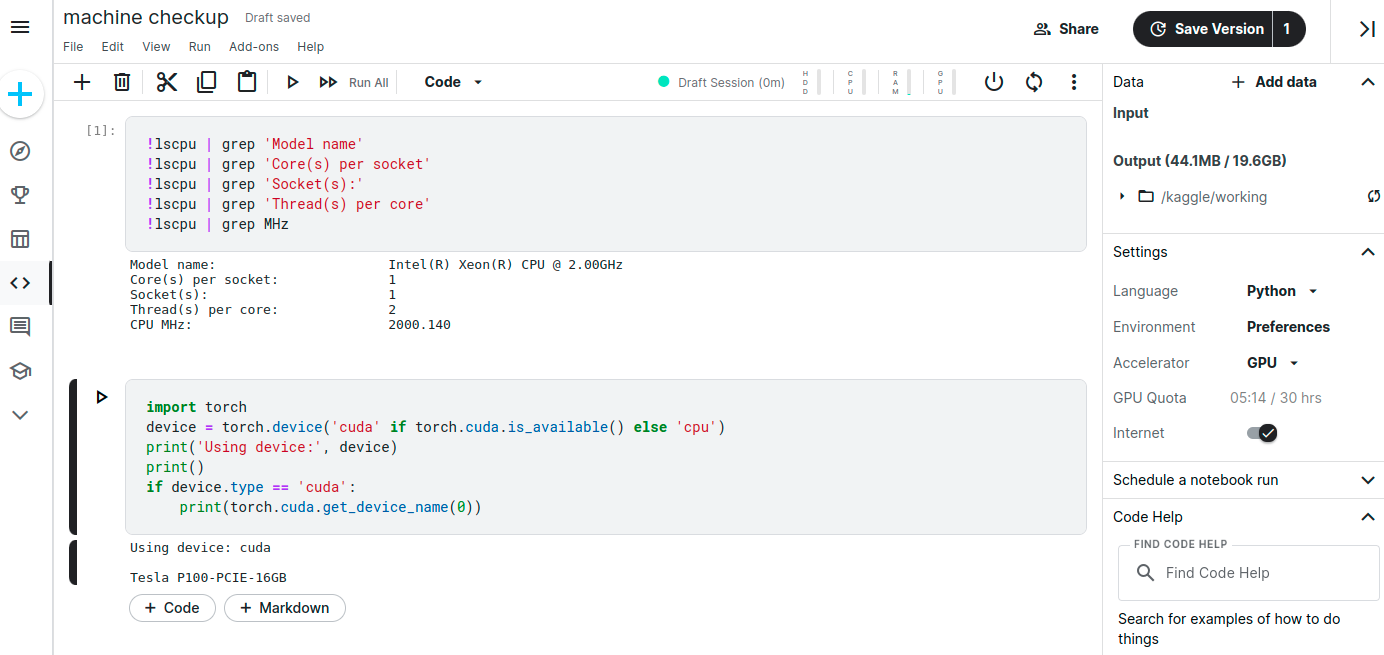 machine checkup Draft saved
File Edit View Run Add-ons Help
Share
Save Version 1
Run All
Code
Draft Session (0m)
HDD
CPU
RAM
GPU
[1]:
!lscpu | grep 'Model name'
!lscpu | grep 'Core(s) per socket'
!lscpu | grep 'Socket(s):'
!lscpu | grep 'Thread(s) per core'
!lscpu | grep MHz
Model name: Intel(R) Xeon(R) CPU @ 2.00GHz
Core(s) per socket: 1
Socket(s): 1
Thread(s) per core: 2
CPU MHz: 2000.140
import torch
device = torch.device('cuda' if torch.cuda.is_available() else 'cpu')
print('Using device:', device)
print()
if device.type == 'cuda':
    print(torch.cuda.get_device_name(0))
Using device: cuda
Tesla P100-PCIE-16GB
+ Code
+ Markdown
Data
+ Add data
Input
Output (44.1MB / 19.6GB)
/kaggle/working
Settings
Language Python
Environment Preferences
Accelerator GPU
GPU Quota 05:14 / 30 hrs
Internet
Schedule a notebook run
Code Help
FIND CODE HELP
Find Code Help
Search for examples of how to do
things